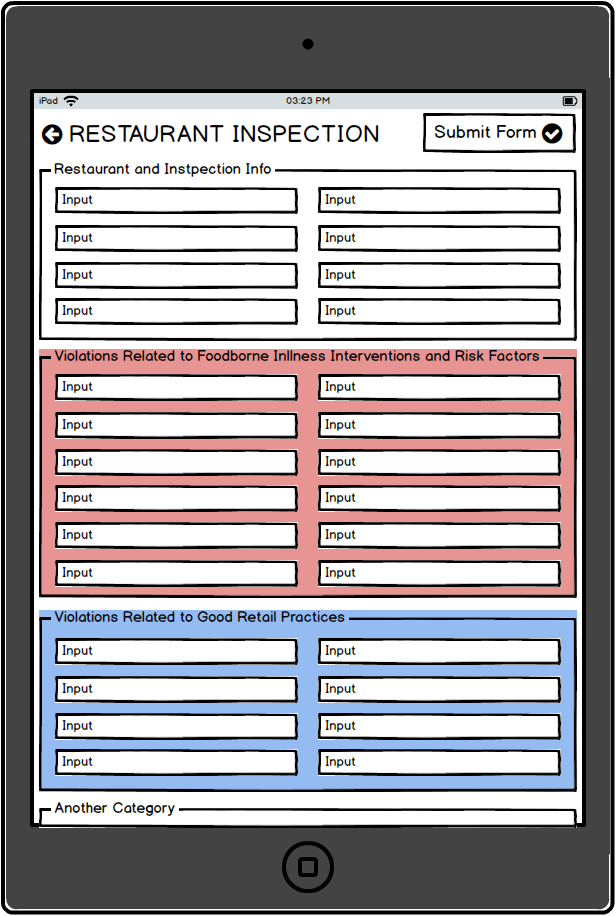 iPad 03:23 PM
RESTAURANT INSPECTION Submit Form
Restaurant and Instpection Info
Input Input
Input Input
Input Input
Input Input
Violations Related to Foodborne Inllness Interventions and Risk Factors
Input Input
Input Input
Input Input
Input Input
Input Input
Input Input
Violations Related to Good Retail Practices
Input Input
Input Input
Input Input
Input Input
Another Category